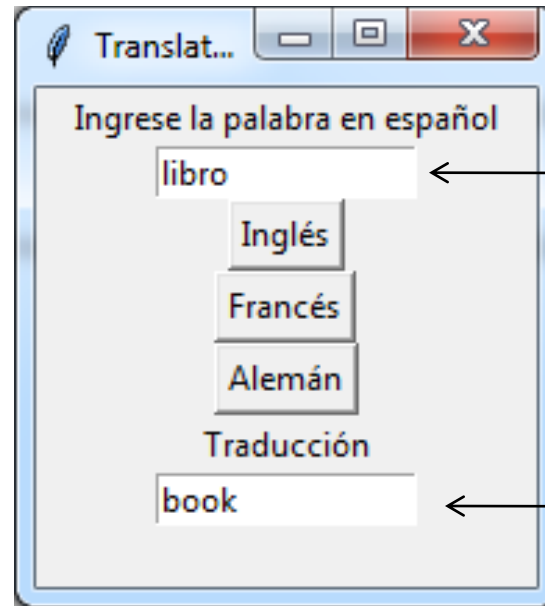 Translat...
Ingrese la palabra en español
libro
Inglés
Francés
Alemán
Traducción
book